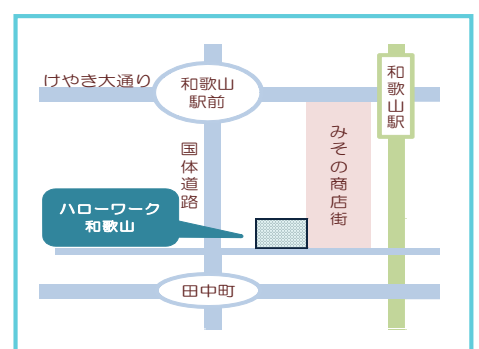 けやき大通り
和歌山
駅前
和歌山駅
国体道路
みその商店街
ハローワーク
和歌山
田中町